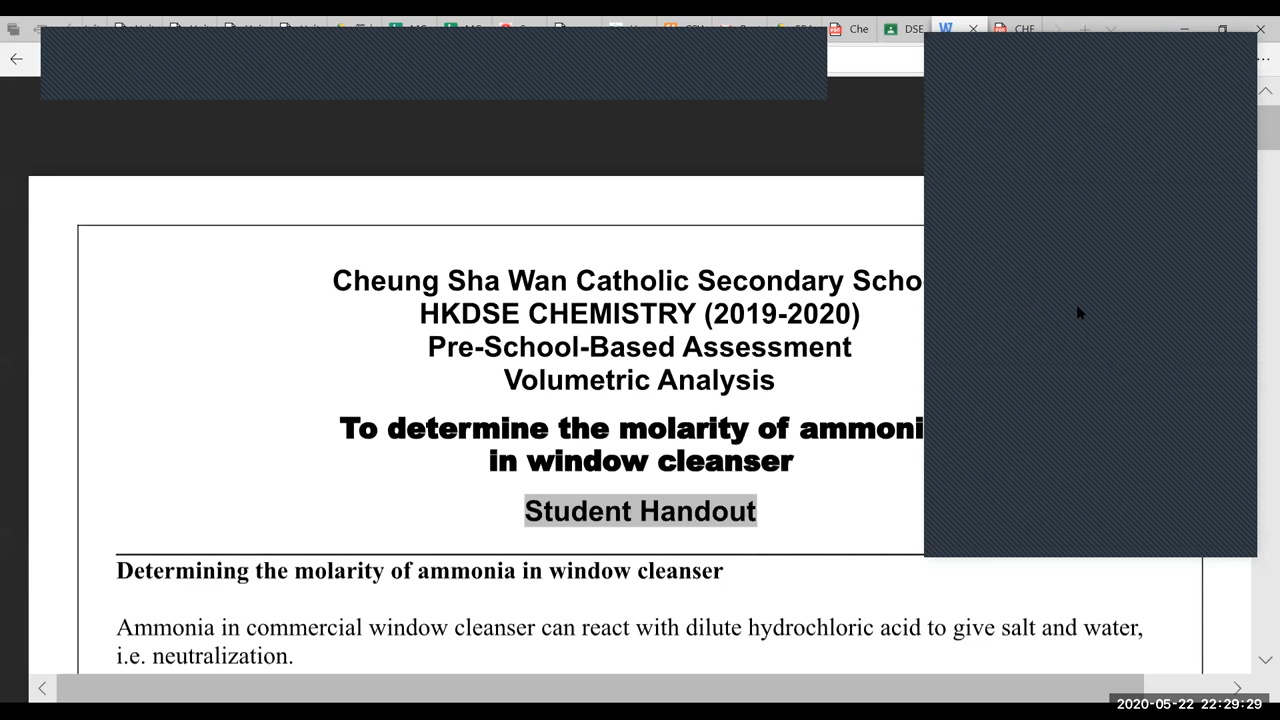 Che
DSE
CHE
Cheung Sha Wan Catholic Secondary Scho
HKDSE CHEMISTRY (2019-2020)
Pre-School-Based Assessment
Volumetric Analysis
To determine the molarity of ammoni
in window cleanser
Student Handout
Determining the molarity of ammonia in window cleanser
Ammonia in commercial window cleanser can react with dilute hydrochloric acid to give salt and water,
i.e. neutralization.
2020-05-22 22:29:29